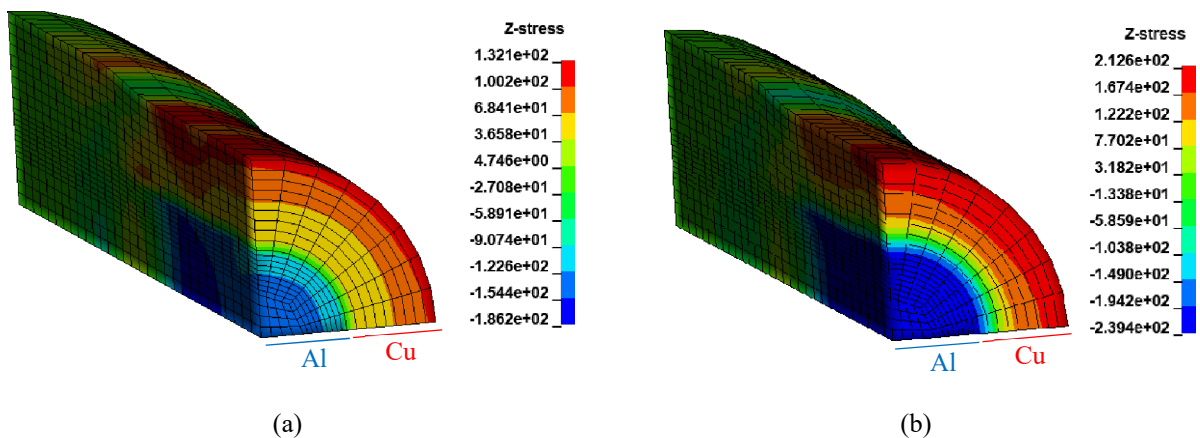 Z-stress
1.321e+02
1.002e+02
6.841e+01
3.658e+01
4.746e+00
-2.708e+01
-5.891e+01
-9.074e+01
-1.226e+02
-1.544e+02
-1.862e+02
Al
Cu
(a)
Z-stress
2.126e+02
1.674e+02
1.222e+02
7.702e+01
3.182e+01
-1.338e+01
-5.859e+01
-1.038e+02
-1.490e+02
-1.942e+02
-2.394e+02
Al
Cu
(b)